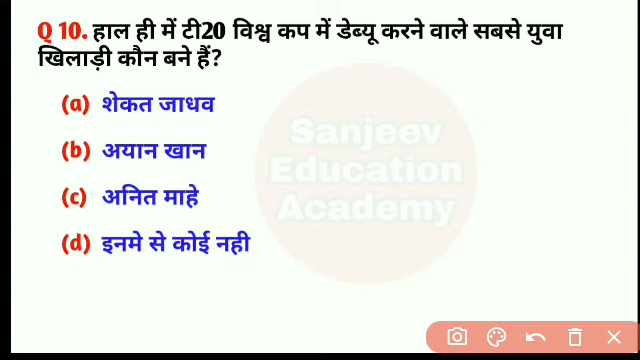 Q 10. हाल ही में टी20 विश्व कप में डेब्यू करने वाले सबसे युवा
खिलाड़ी कौन बने हैं?
(a) शेकत जाधव
(b) अयान खान
(c) अनित माहे
(d) इनमे से कोई नही
Sanjeev
Education
Academy